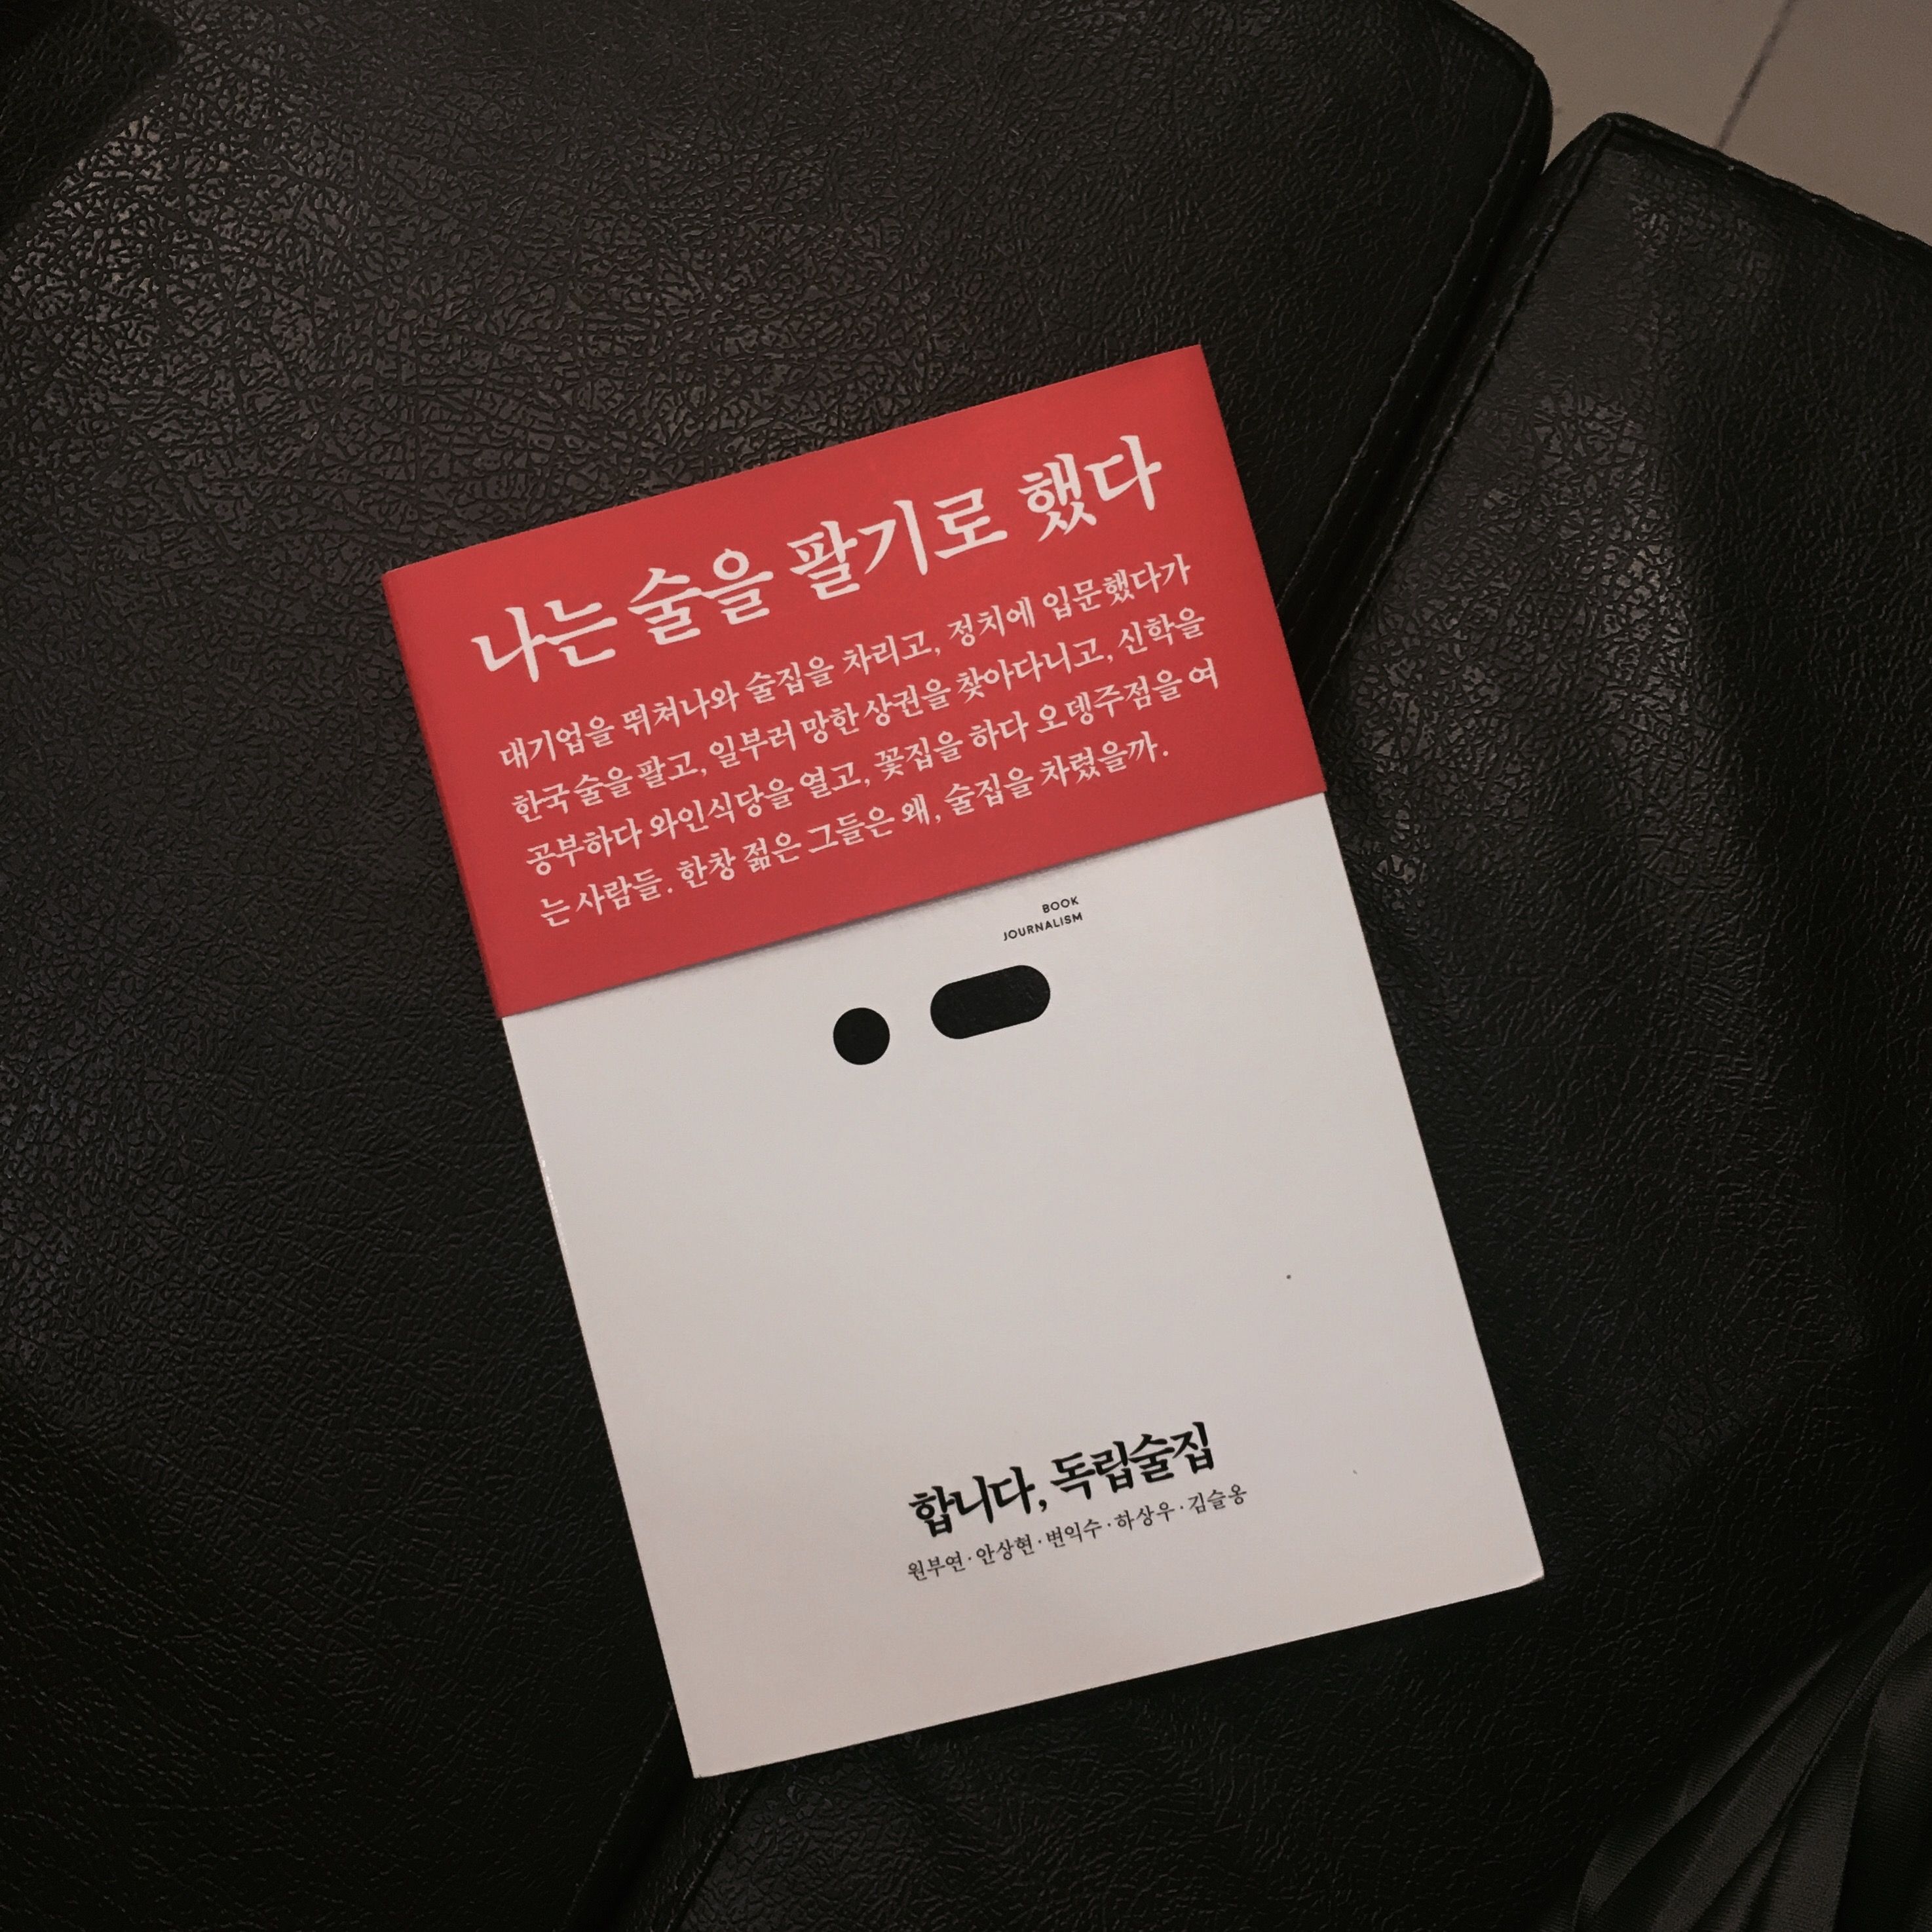 나는 술을 팔기로 했다
대기업을 뛰쳐나와 술집을 차리고, 정치에 입문했다가
한국 술을 팔고, 일부러 망한 상권을 찾아다니고, 신학을
공부하다 와인식당을 열고, 꽃집을 하다 오뎅주점을 여
는 사람들. 한창 젊은 그들은 왜, 술집을 차렸을까.
BOOK
JOURNALISM
합니다, 독립술집
원부연·안상현·변익수·하상우·김슬옹